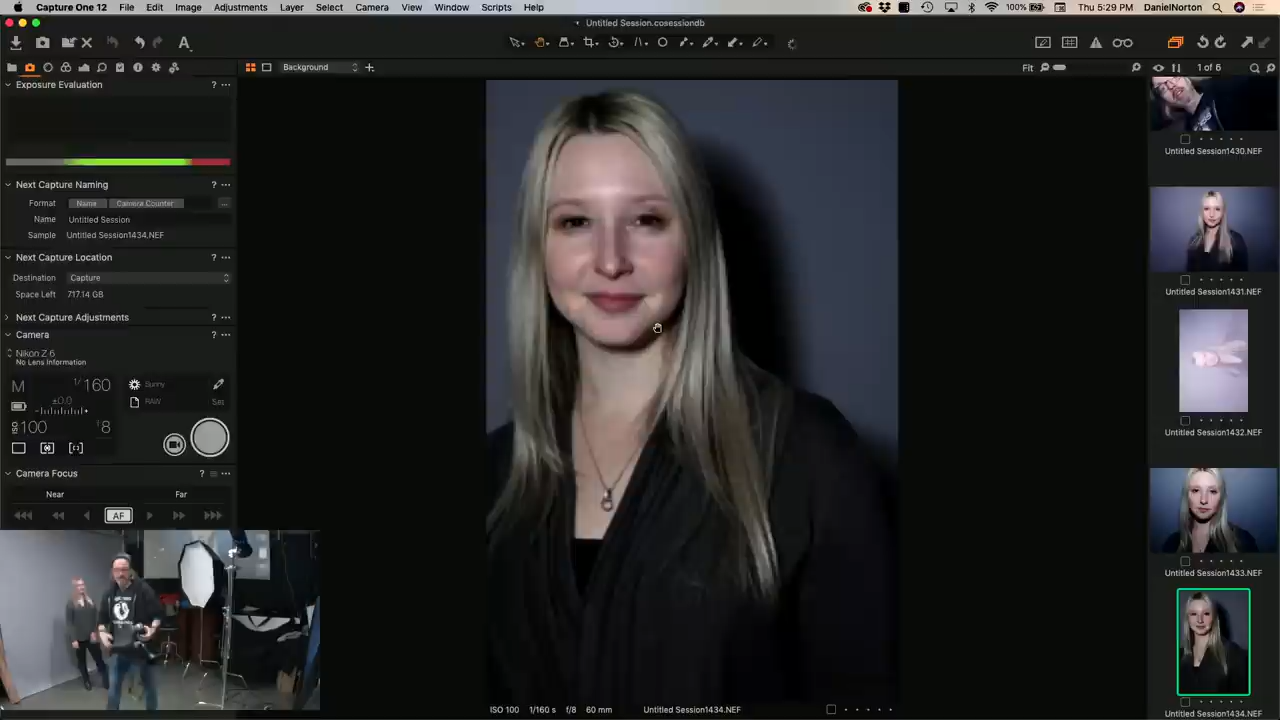 Capture One 12 File Edit Image Adjustments Layer Select Camera View Window Scripts Help 100% Thu 5:29 PM DanielNorton
Untitled Session.cosessiondb
Background Fit 1 of 6
Exposure Evaluation ? ...
Next Capture Naming ? ...
Format Name Camera Counter ...
Name Untitled Session
Sample Untitled Session1434.NEF
Next Capture Location ? ...
Destination Capture
Space Left 717.14 GB
Next Capture Adjustments ? ...
Camera ? ...
Nikon Z 6
No Lens Information
M 1/160 Sunny
±0.0 RAW Set
ISO 100 f8
Camera Focus ? ...
Near Far
AF
ISO 100 1/160 s f/8 60 mm Untitled Session1434.NEF
Untitled Session1430.NEF
Untitled Session1431.NEF
Untitled Session1432.NEF
Untitled Session1433.NEF
Untitled Session1434.NEF